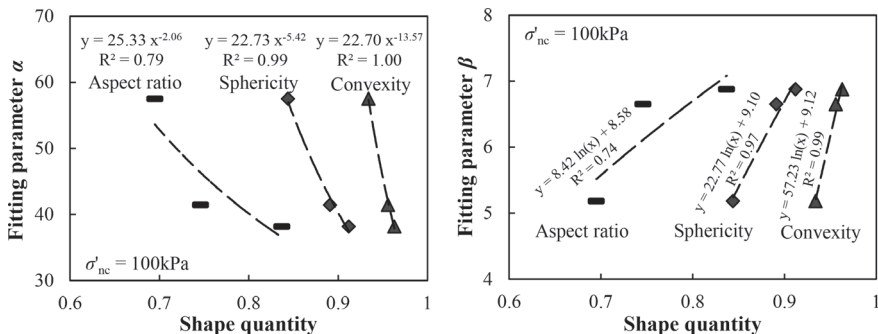 y = 25.33 x^-2.06 y = 22.73 x^-5.42 y = 22.70 x^-13.57
R² = 0.79 R² = 0.99 R² = 1.00
Aspect ratio Sphericity Convexity
Fitting parameter α
70
60
50
40
30
σ'nc = 100kPa
0.6 0.7 0.8 0.9 1
Shape quantity
σ'nc = 100kPa
Fitting parameter β
8
7
6
5
4
y = 8.42 ln(x) + 8.58
R² = 0.74
y = 22.77 ln(x) + 9.10
R² = 0.97
y = 57.23 ln(x) + 9.12
R² = 0.99
Aspect ratio Sphericity Convexity
0.6 0.7 0.8 0.9 1
Shape quantity